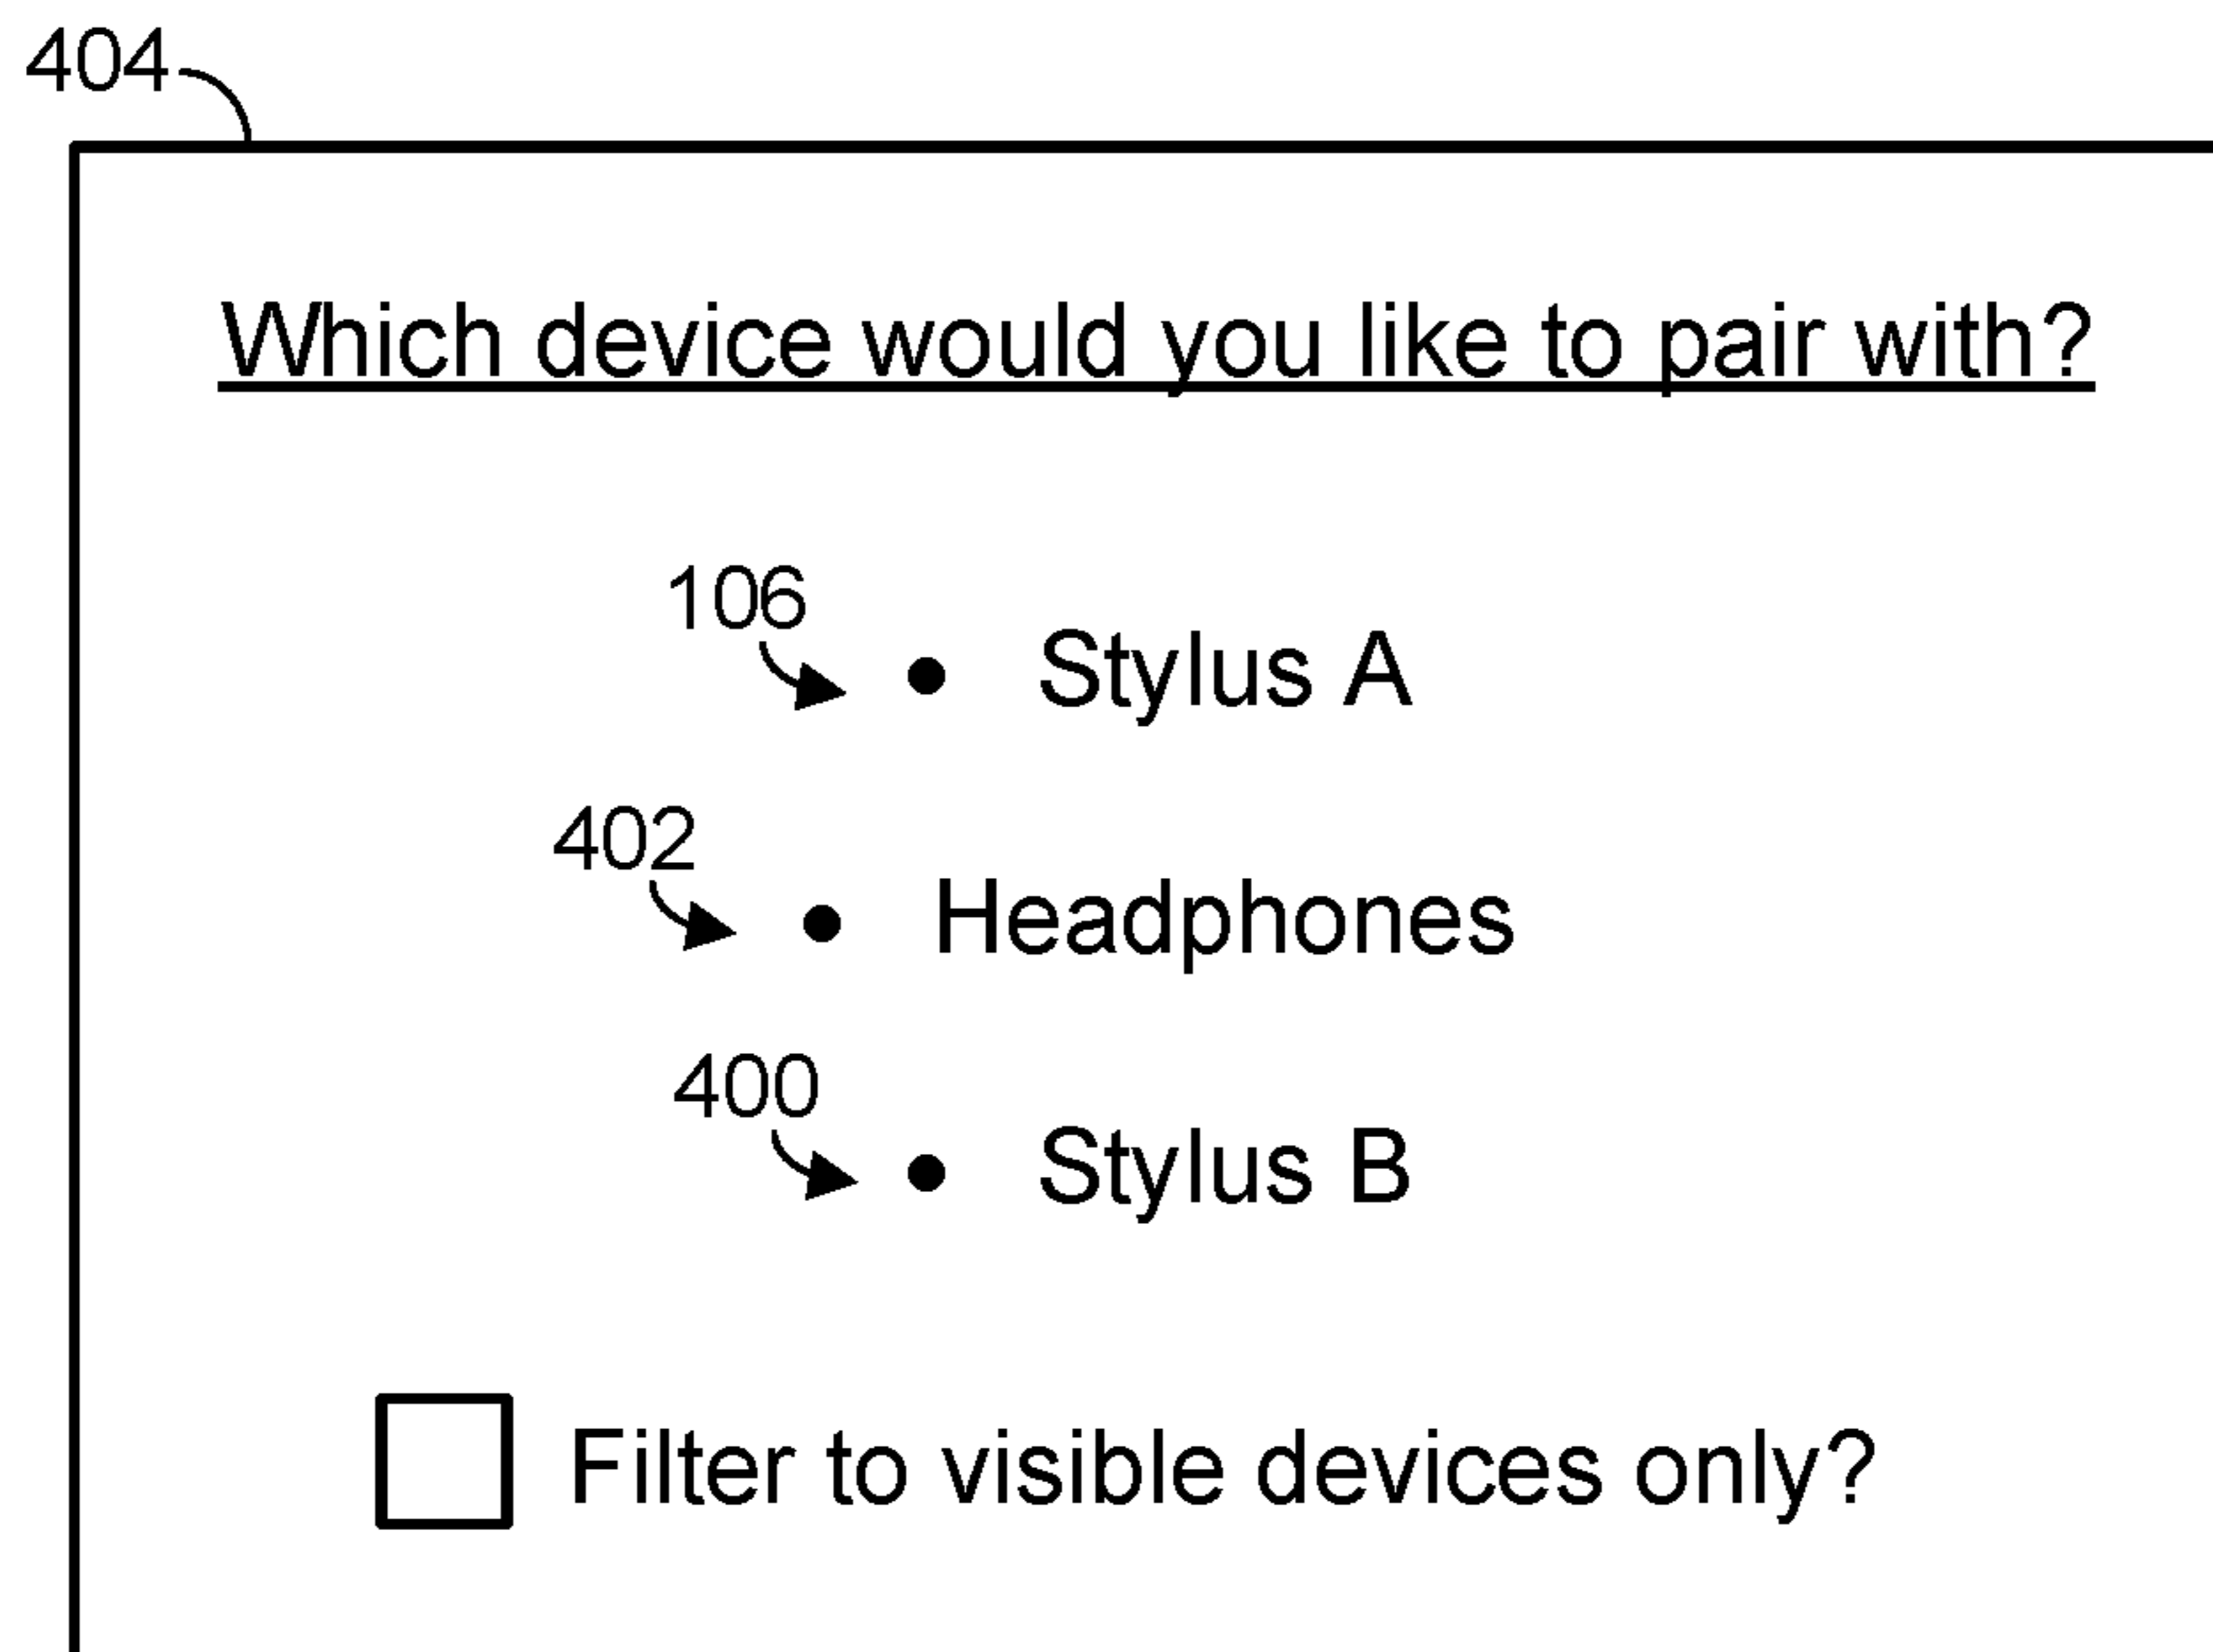 404
Which device would you like to pair with?
106
• Stylus A
402
• Headphones
400
• Stylus B
Filter to visible devices only?